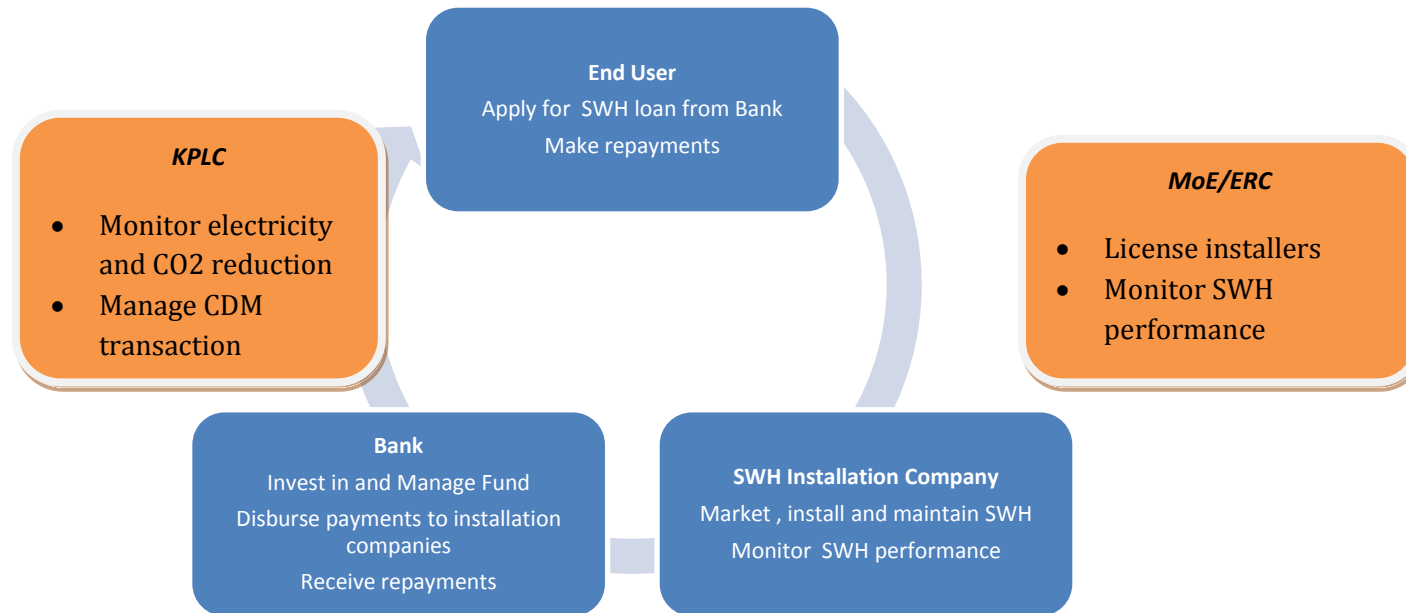 End User
Apply for SWH loan from Bank
Make repayments
KPLC
• Monitor electricity
and CO2 reduction
• Manage CDM
transaction
MoE/ERC
• License installers
• Monitor SWH
performance
Bank
Invest in and Manage Fund
Disburse payments to installation
companies
Receive repayments
SWH Installation Company
Market , install and maintain SWH
Monitor SWH performance